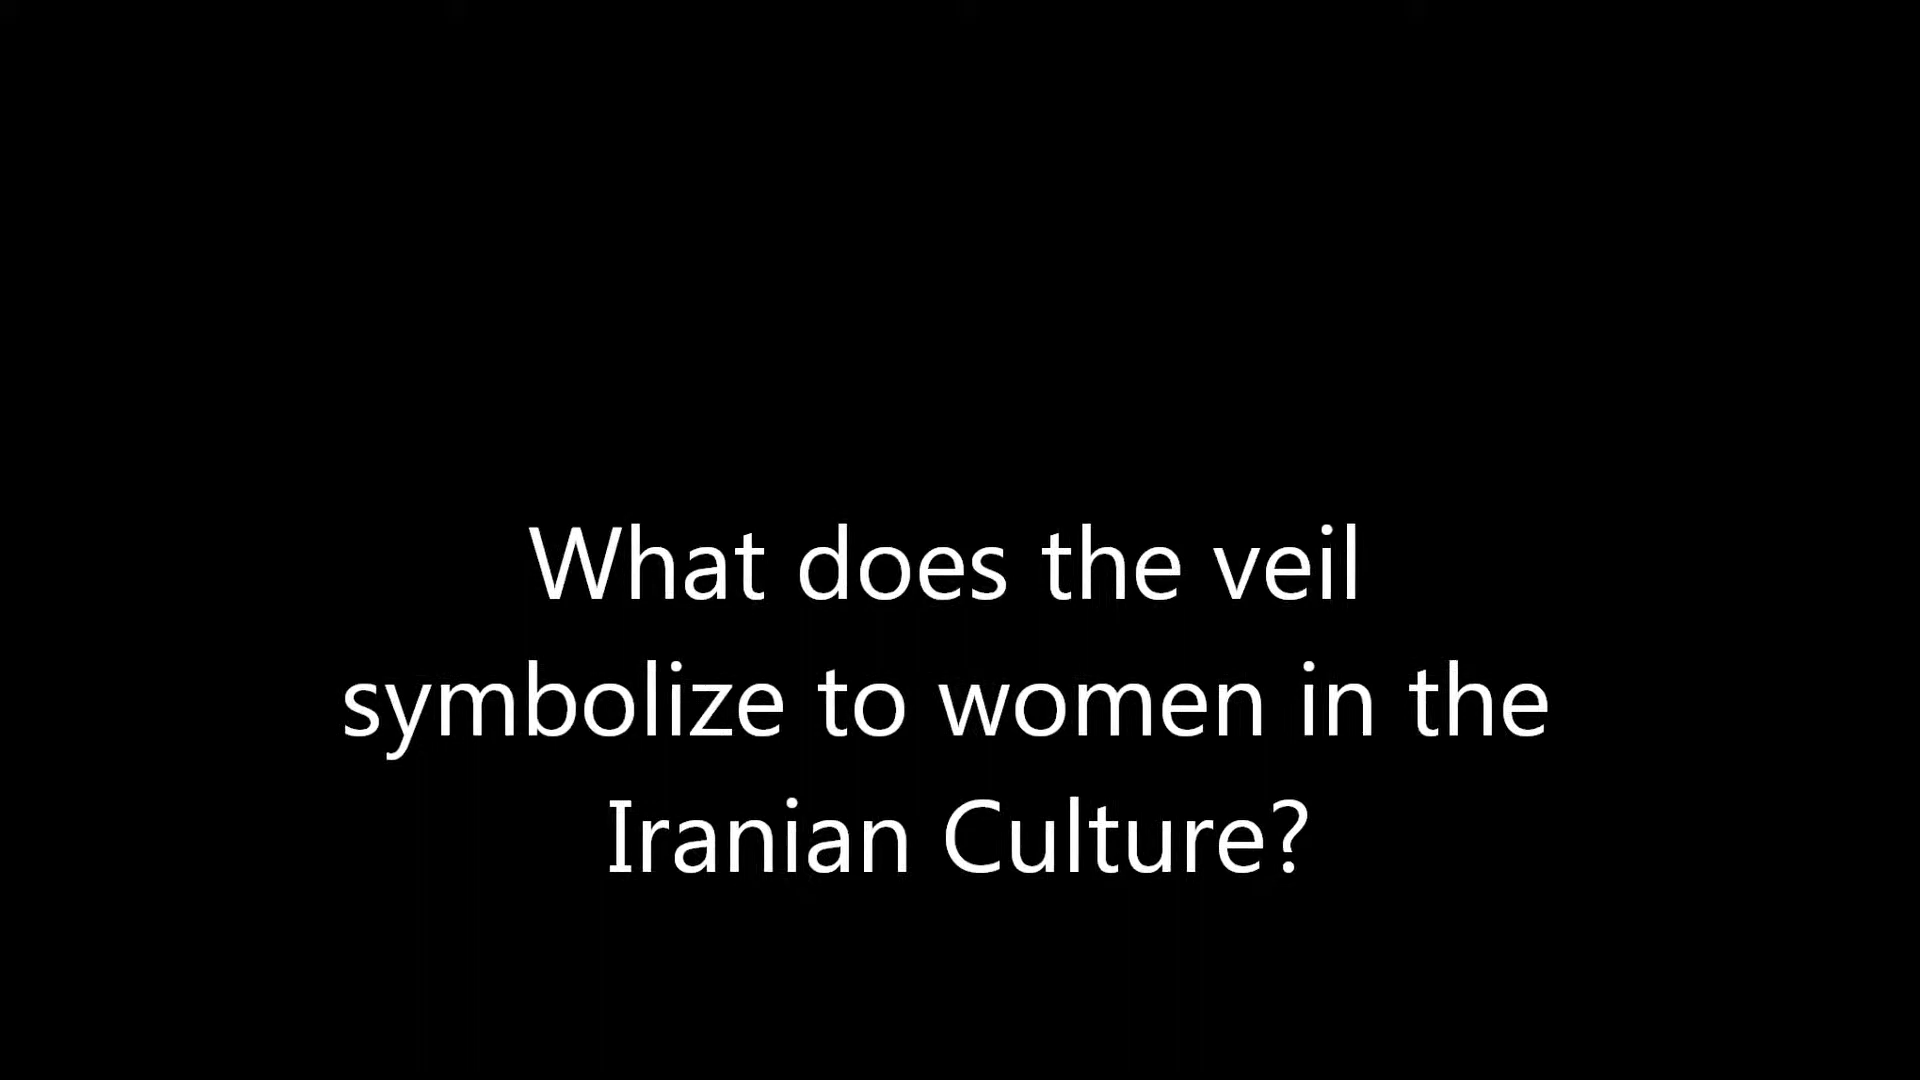 What does the veil
symbolize to women in the
Iranian Culture?